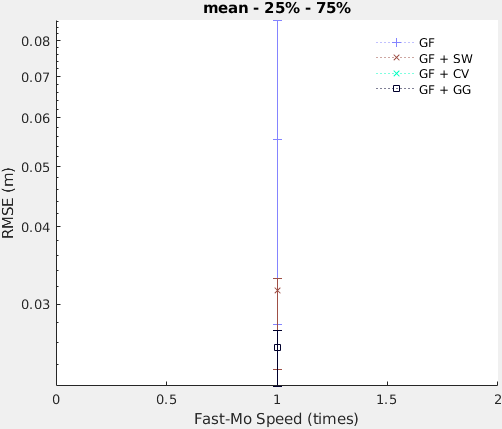 mean - 25% - 75%
GF
GF + SW
GF + CV
GF + GG
0.08
0.07
0.06
0.05
0.04
0.03
RMSE (m)
0
0.5
1
1.5
2
Fast-Mo Speed (times)